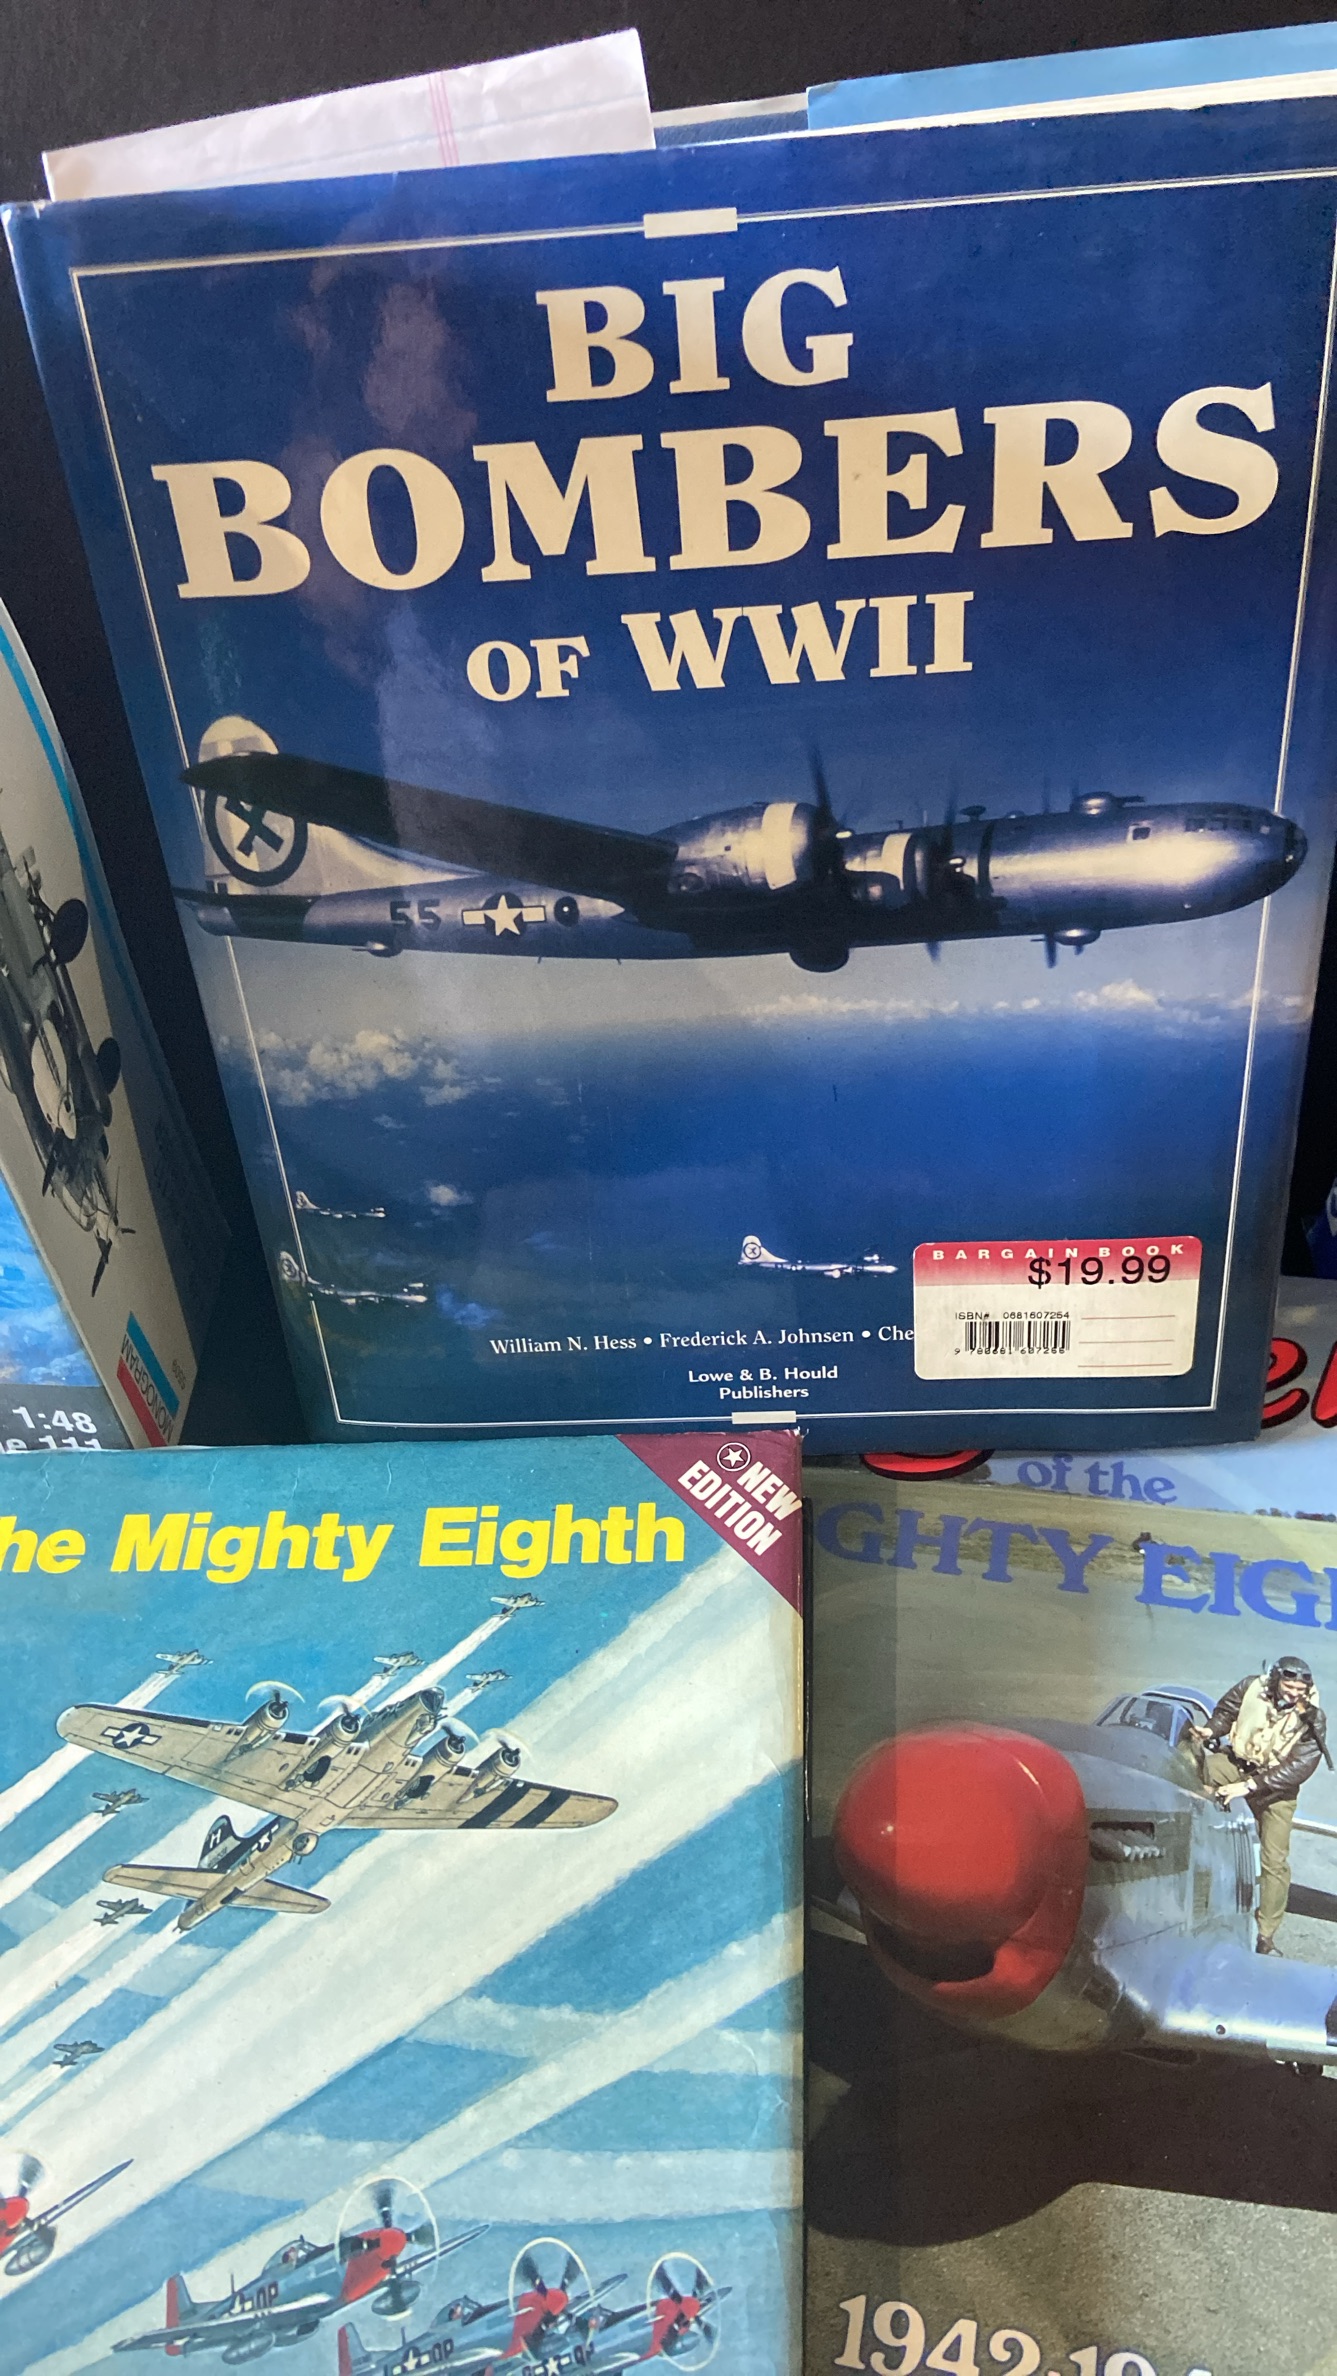 BIG
BOMBERS
OF WWII
55
BARGAIN BOOK
$19.99
ISBN# 0681607254
William N. Hess • Frederick A. Johnsen • Che
Lowe & B. Hould
Publishers
MONOGRAM
1:48
he Mighty Eighth
NEW
EDITION
H
of the
GHTY EIG
1942-19